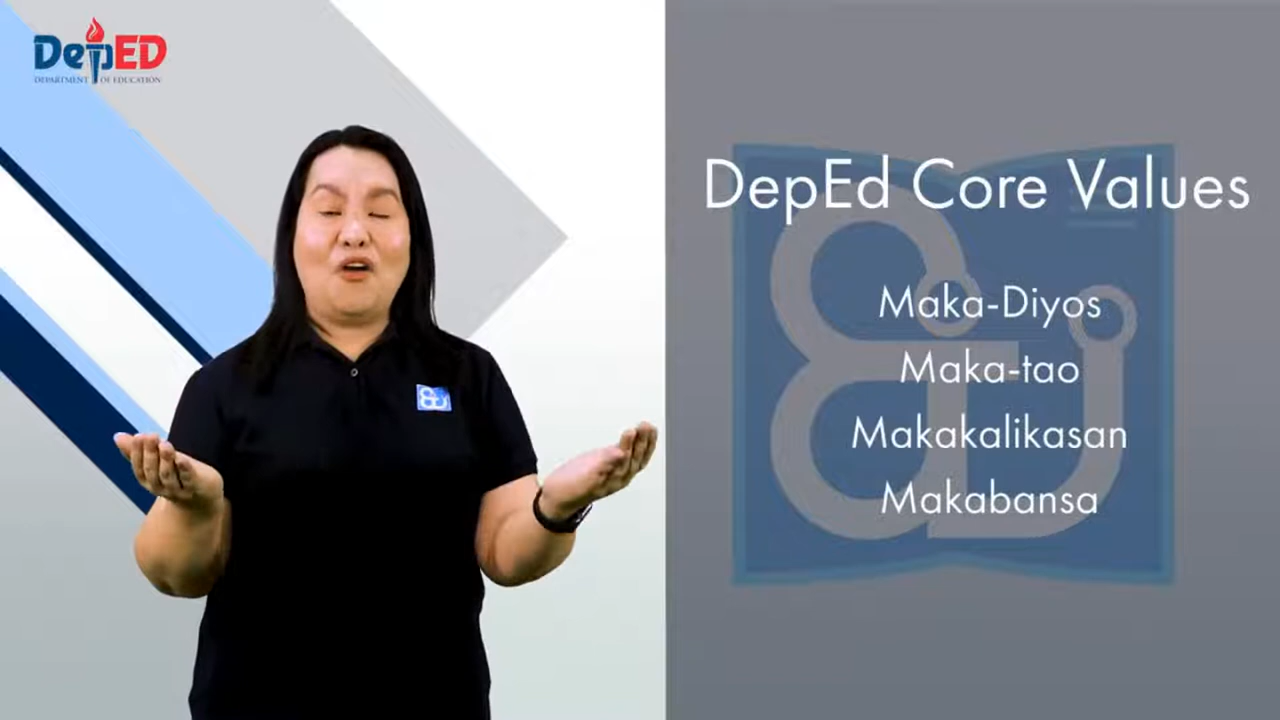 DepED
DEPARTMENT OF EDUCATION
DepEd Core Values
Maka-Diyos
Maka-tao
Makakalikasan
Makabansa